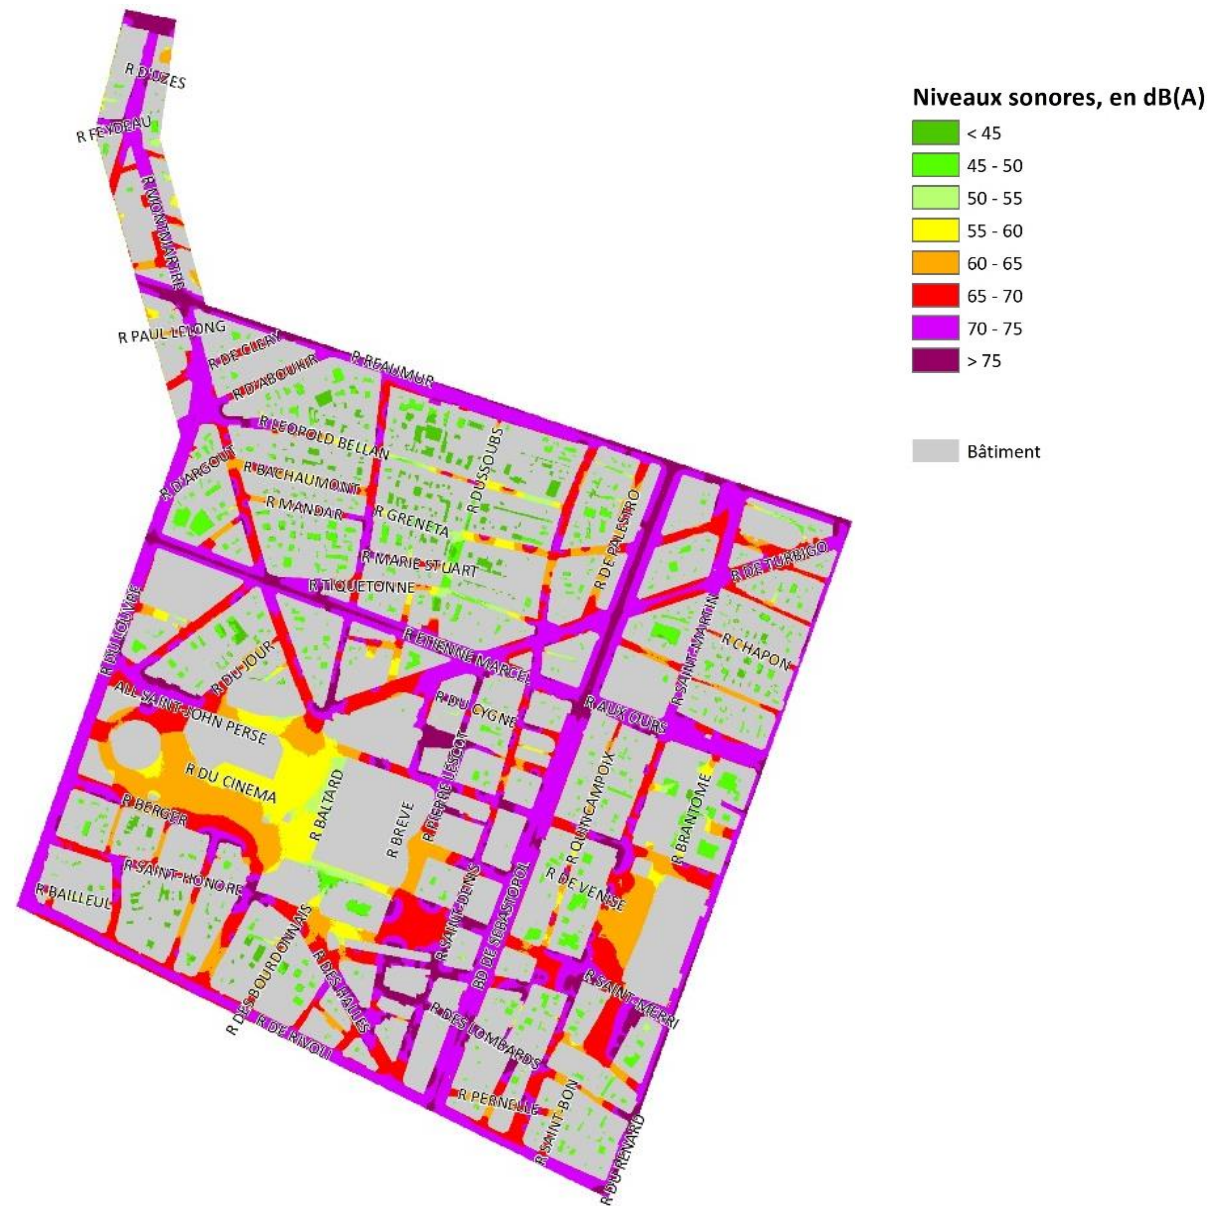 Niveaux sonores, en dB(A)
< 45
45 - 50
50 - 55
55 - 60
60 - 65
65 - 70
70 - 75
> 75
Bâtiment
R D'UZES
R FEYDEAU
R MONTMARTRE
R PAUL LELONG
R DE CLERY
R REAUMUR
R D'ABOUKIR
R LEOPOLD BELLAN
R D'ARGOUT
R BACHAUMONT
R DUSSOUBS
R MANDAR
R GRENETA
R DE PALESTRO
R MARIE STUART
R DE TURBIGO
R TIQUETONNE
R DU LOUVRE
R ETIENNE MARCEL
R SAINT-MARTIN
R CHAPON
R DU JOUR
ALL SAINT-JOHN PERSE
R DU CYGNE
R AUX OURS
R DU CINEMA
R BALTARD
R BREVE
R PIERRE LESCOT
R QUINCAMPOIX
R BRANTOME
R BERGER
R SAINT-HONORE
R BAILLEUL
R DE VENISE
R SAINT-DENIS
BD DE SEBASTOPOL
R DES BOURDONNAIS
R DES HALLES
R SAINT-MERRI
R DE RIVOLI
R DES LOMBARDS
R PERNELLE
R SAINT-BON
R DU RENARD